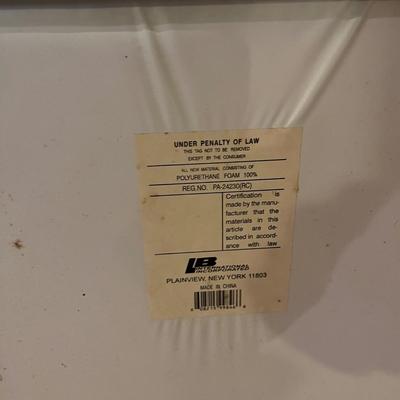 UNDER PENALTY OF LAW
THIS TAG NOT TO BE REMOVED
EXCEPT BY THE CONSUMER
ALL NEW MATERIAL CONSISTING OF
POLYURETHANE FOAM 100%
REG.NO. PA-24230(RC)
Certification is
made by the manu-
facturer that the
materials in this
article are de-
scribed in accord-
ance with law
LB
INTERNATIONAL
INCORPORATED
PLAINVIEW, NEW YORK 11803
MADE IN CHINA